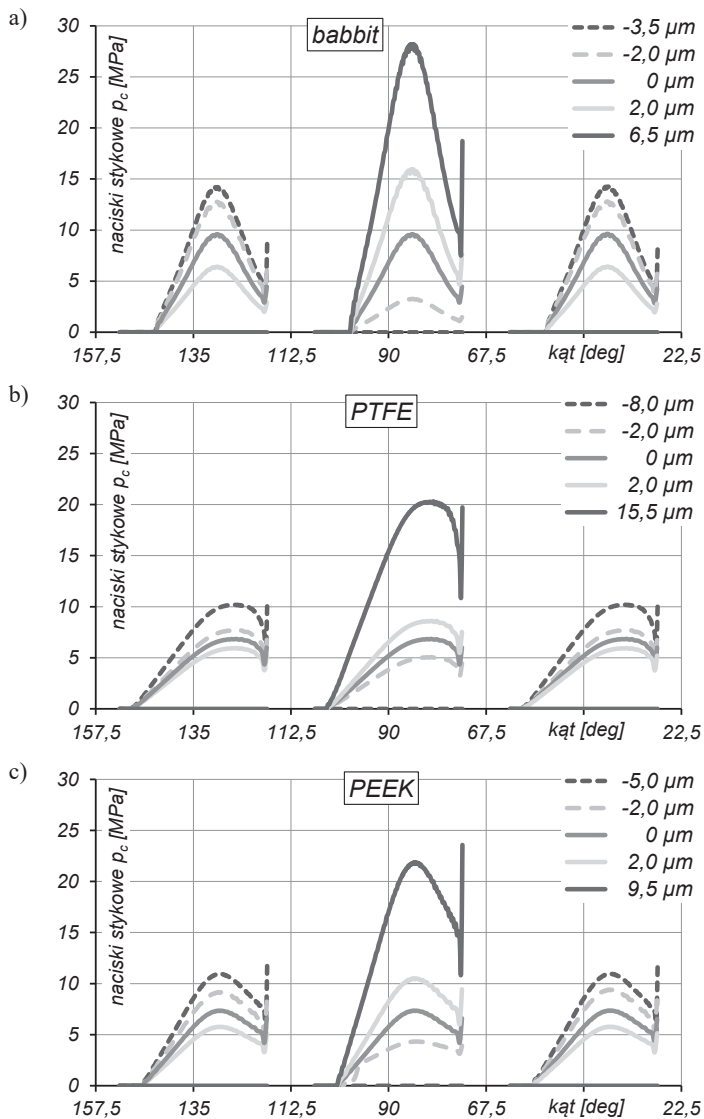 a)
naciski stykowe pc [MPa]
babbit
-3,5 µm
-2,0 µm
0 µm
2,0 µm
6,5 µm
30
25
20
15
10
5
0
157,5 135 112,5 90 67,5 kąt [deg] 22,5
b)
naciski stykowe pc [MPa]
PTFE
-8,0 µm
-2,0 µm
0 µm
2,0 µm
15,5 µm
30
25
20
15
10
5
0
157,5 135 112,5 90 67,5 kąt [deg] 22,5
c)
naciski stykowe pc [MPa]
PEEK
-5,0 µm
-2,0 µm
0 µm
2,0 µm
9,5 µm
30
25
20
15
10
5
0
157,5 135 112,5 90 67,5 kąt [deg] 22,5